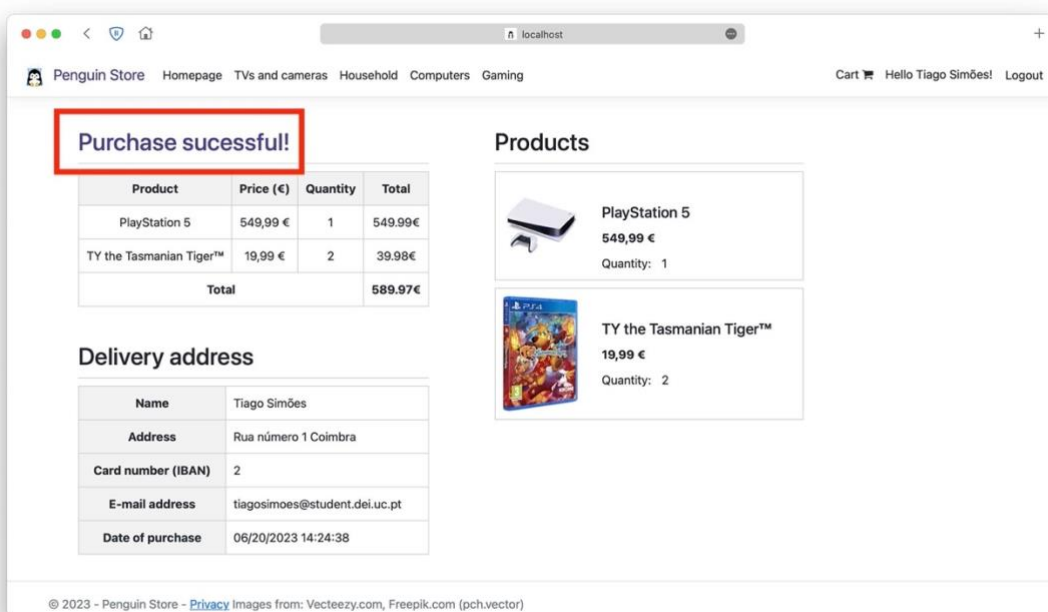 localhost
Penguin Store Homepage TVs and cameras Household Computers Gaming Cart Hello Tiago Simões! Logout
Purchase sucessful!
Product Price (€) Quantity Total
PlayStation 5 549,99 € 1 549.99€
TY the Tasmanian Tiger™ 19,99 € 2 39.98€
Total 589.97€
Delivery address
Name Tiago Simões
Address Rua número 1 Coimbra
Card number (IBAN) 2
E-mail address tiagosimoes@student.dei.uc.pt
Date of purchase 06/20/2023 14:24:38
Products
PlayStation 5
549,99 €
Quantity: 1
PS4
TY the Tasmanian Tiger™
19,99 €
Quantity: 2
© 2023 - Penguin Store - Privacy Images from: Vecteezy.com, Freepik.com (pch.vector)